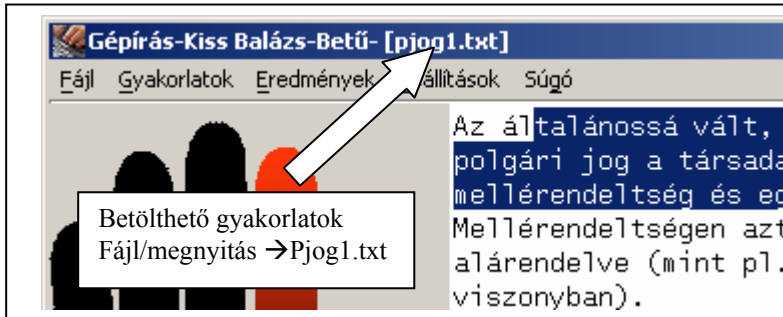 Gépírás-Kiss Balázs-Betű- [pjog1.txt]
Fájl Gyakorlatok Eredmények állítások Súgó
Az általánossá vált,
polgári jog a társada
mellérendeltség és eg
Mellérendeltségen azt
alárendelve (mint pl.
viszonyban).
Betölthető gyakorlatok
Fájl/megnyitás →Pjog1.txt